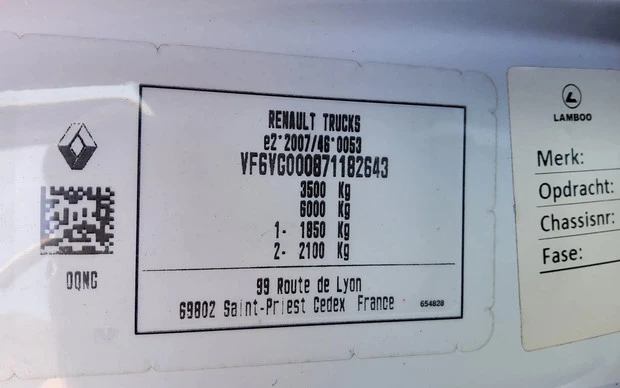 RENAULT TRUCKS
e2*2007/46*0053
VF6VG000871182643
3500 Kg
6000 Kg
1- 1850 Kg
2- 2100 Kg
99 Route de Lyon
69802 Saint-Priest Cedex France
654828
OQNG
LAMBOO
Merk:
Opdracht:
Chassisnr:
Fase: